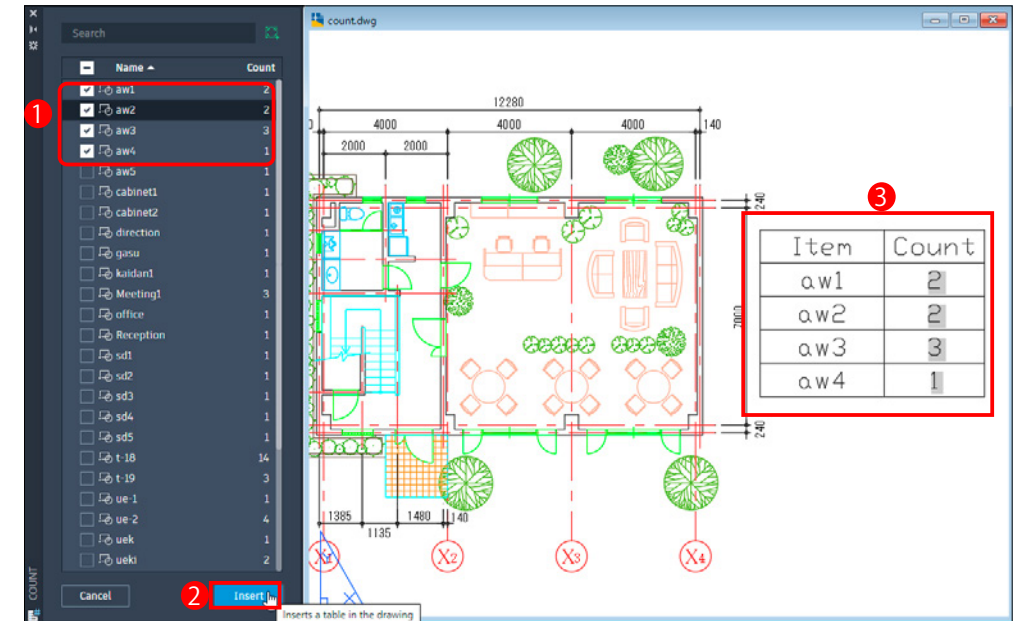 count.dwg
Search
Name Count
1
aw1 2
aw2 2
aw3 3
aw4 1
aw5 1
cabinet1 1
cabinet2 1
direction 1
gasu 1
kaidan1 1
Meeting1 3
office 1
Reception 1
sd1 1
sd2 1
sd3 1
sd4 1
sd5 1
t-18 14
t-19 3
ue-1 1
ue-2 4
uek 1
ueki 2
COUNT
Cancel
2
Insert
Inserts a table in the drawing
12280
4000 4000 4000 140
2000 2000
240
7000
240
1385 1480 140
1135
X1 X2 X3 X4
3
Item Count
aw1 2
aw2 2
aw3 3
aw4 1